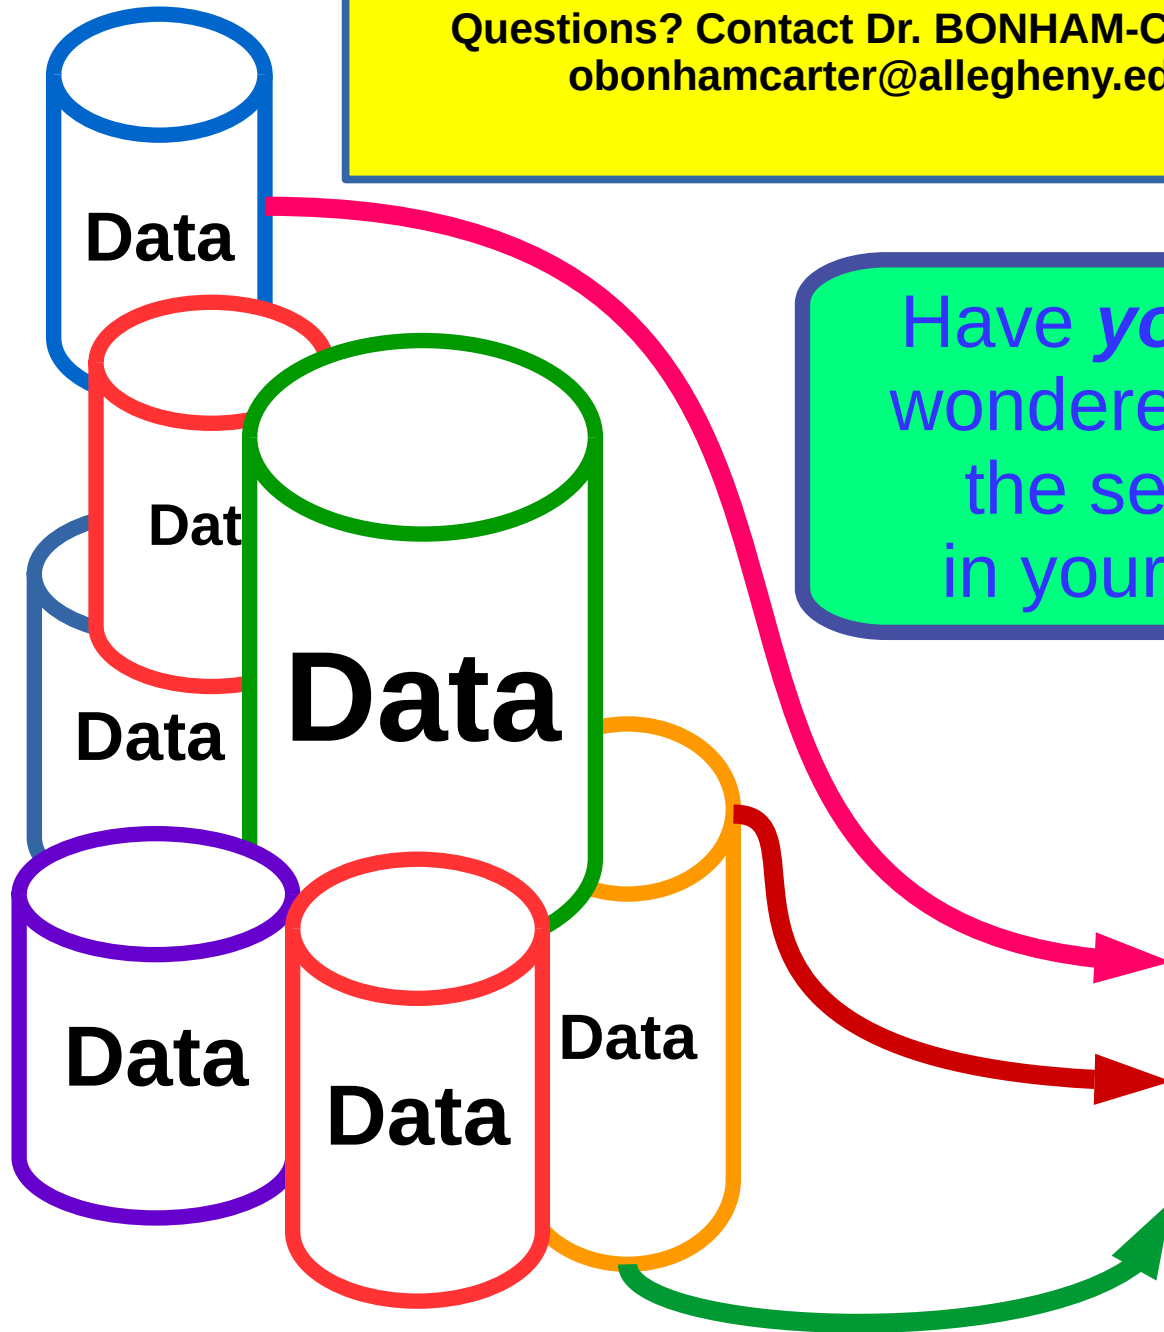 Questions? Contact Dr. BONHAM-C
obonhamcarter@allegheny.ed
Data
Have yo
wondere
the se
in your
Dat
Data
Data
Data
Data
Data